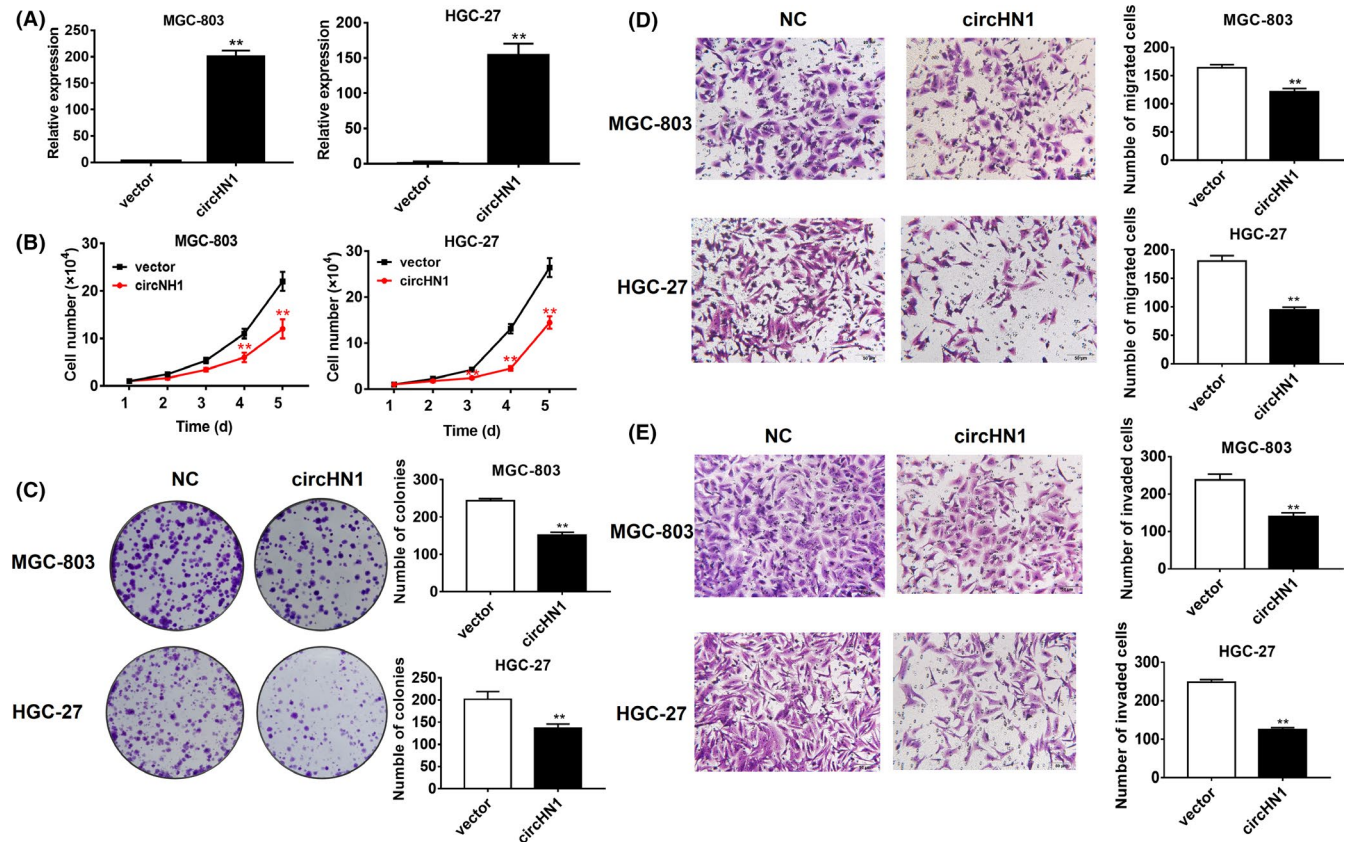 (A)
MGC-803
Relative expression
250
200
150
100
50
0
**
vector
circHN1
HGC-27
Relative expression
200
150
100
50
0
**
vector
circHN1
(B)
MGC-803
Cell number (×10⁴)
30
20
10
0
vector
circNH1
**
**
1 2 3 4 5
Time (d)
HGC-27
Cell number (×10⁴)
30
20
10
0
vector
circHN1
**
**
**
1 2 3 4 5
Time (d)
(C)
NC circHN1
MGC-803
HGC-27
MGC-803
Numble of colonies
300
200
150
100
0
**
vector
circHN1
HGC-27
Numble of colonies
250
200
150
100
50
0
**
vector
circHN1
(D)
NC circHN1
MGC-803
HGC-27
50 μm
50 μm
MGC-803
Numble of migrated cells
200
150
100
50
0
**
vector
circHN1
HGC-27
Numble of migrated cells
200
150
100
50
0
**
vector
circHN1
(E)
NC circHN1
MGC-803
HGC-27
MGC-803
Number of invaded cells
300
200
100
0
**
vector
circHN1
HGC-27
Number of invaded cells
300
200
100
0
**
vector
circHN1